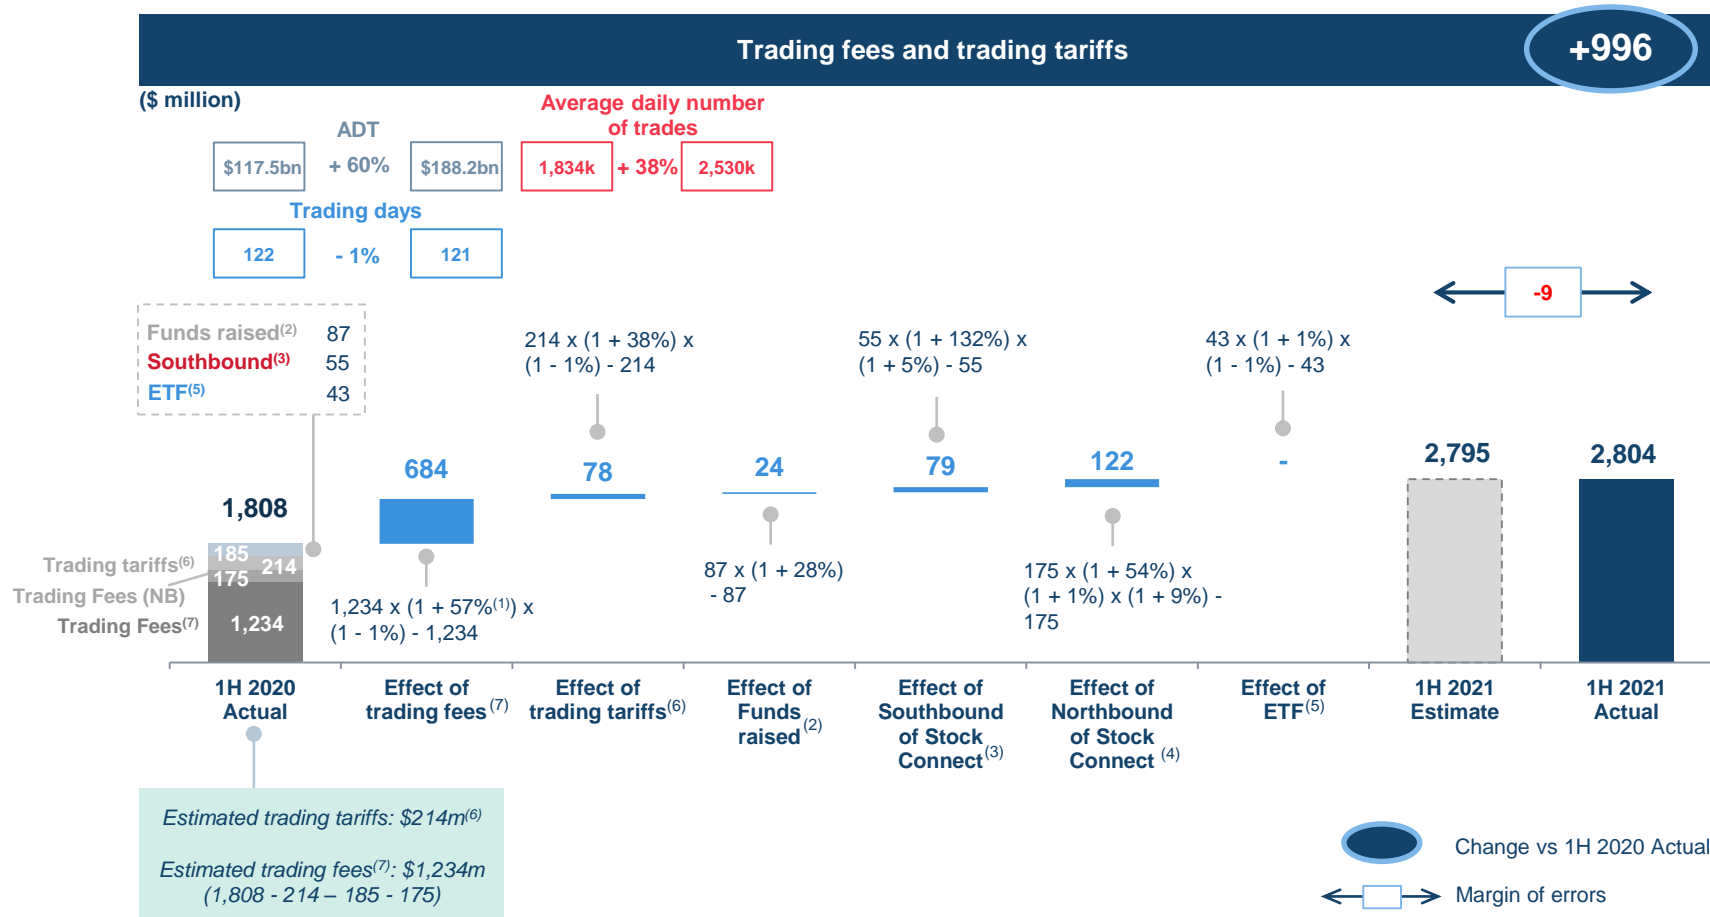 Trading fees and trading tariffs
+996
($ million)
ADT
$117.5bn
+ 60%
$188.2bn
Average daily number
of trades
1,834k
+ 38%
2,530k
Trading days
122
- 1%
121
-9
Funds raised(2) 87
Southbound(3) 55
ETF(5) 43
214 x (1 + 38%) x
(1 - 1%) - 214
55 x (1 + 132%) x
(1 + 5%) - 55
43 x (1 + 1%) x
(1 - 1%) - 43
1,808
684
78
24
79
122
-
2,795
2,804
185
214
175
1,234
Trading tariffs(6)
Trading Fees (NB)
Trading Fees(7)
1,234 x (1 + 57%(1)) x
(1 - 1%) - 1,234
87 x (1 + 28%)
- 87
175 x (1 + 54%) x
(1 + 1%) x (1 + 9%) -
175
1H 2020
Actual
Effect of
trading fees(7)
Effect of
trading tariffs(6)
Effect of
Funds
raised(2)
Effect of
Southbound
of Stock
Connect(3)
Effect of
Northbound
of Stock
Connect (4)
Effect of
ETF(5)
1H 2021
Estimate
1H 2021
Actual
Estimated trading tariffs: $214m(6)
Estimated trading fees(7): $1,234m
(1,808 - 214 – 185 - 175)
Change vs 1H 2020 Actual
Margin of errors